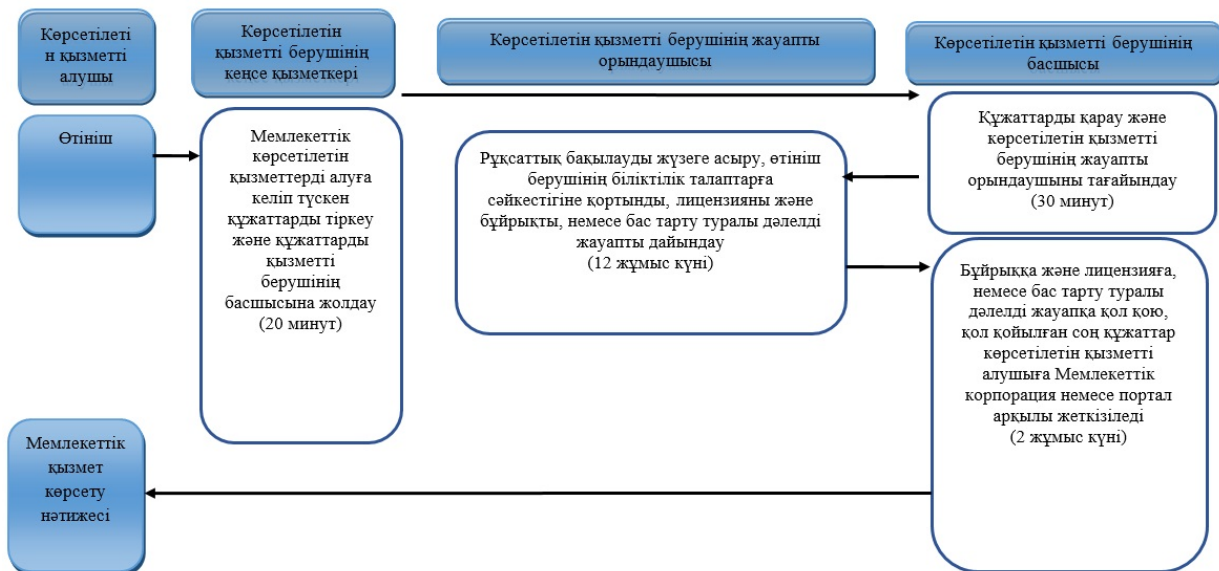 Көрсетілеті
н қызметті
алушы
Көрсетілетін
қызметті берушінің
кеңсе қызметкері
Көрсетілетін қызметті берушінің жауапты
орындаушысы
Көрсетілетін қызметті берушінің
басшысы
Өтініш
Мемлекеттік
көрсетілетін
қызметтерді алуға
келіп түскен
құжаттарды тіркеу
және құжаттарды
қызметті
берушінің
басшысына жолдау
(20 минут)
Рұқсаттық бақылауды жүзеге асыру, өтініш
берушінің біліктілік талаптарға
сәйкестігіне қортынды, лицензияны және
бұйрықты, немесе бас тарту туралы дәлелді
жауапты дайындау
(12 жұмыс күні)
Құжаттарды қарау және
көрсетілетін қызметті
берушінің жауапты
орындаушыны тағайындау
(30 минут)
Бұйрыққа және лицензияға,
немесе бас тарту туралы
дәлелді жауапқа қол қою,
қол қойылған соң құжаттар
көрсетілетін қызметті
алушыға Мемлекеттік
корпорация немесе портал
арқылы жеткізіледі
(2 жұмыс күні)
Мемлекеттік
қызмет
көрсету
нәтижесі